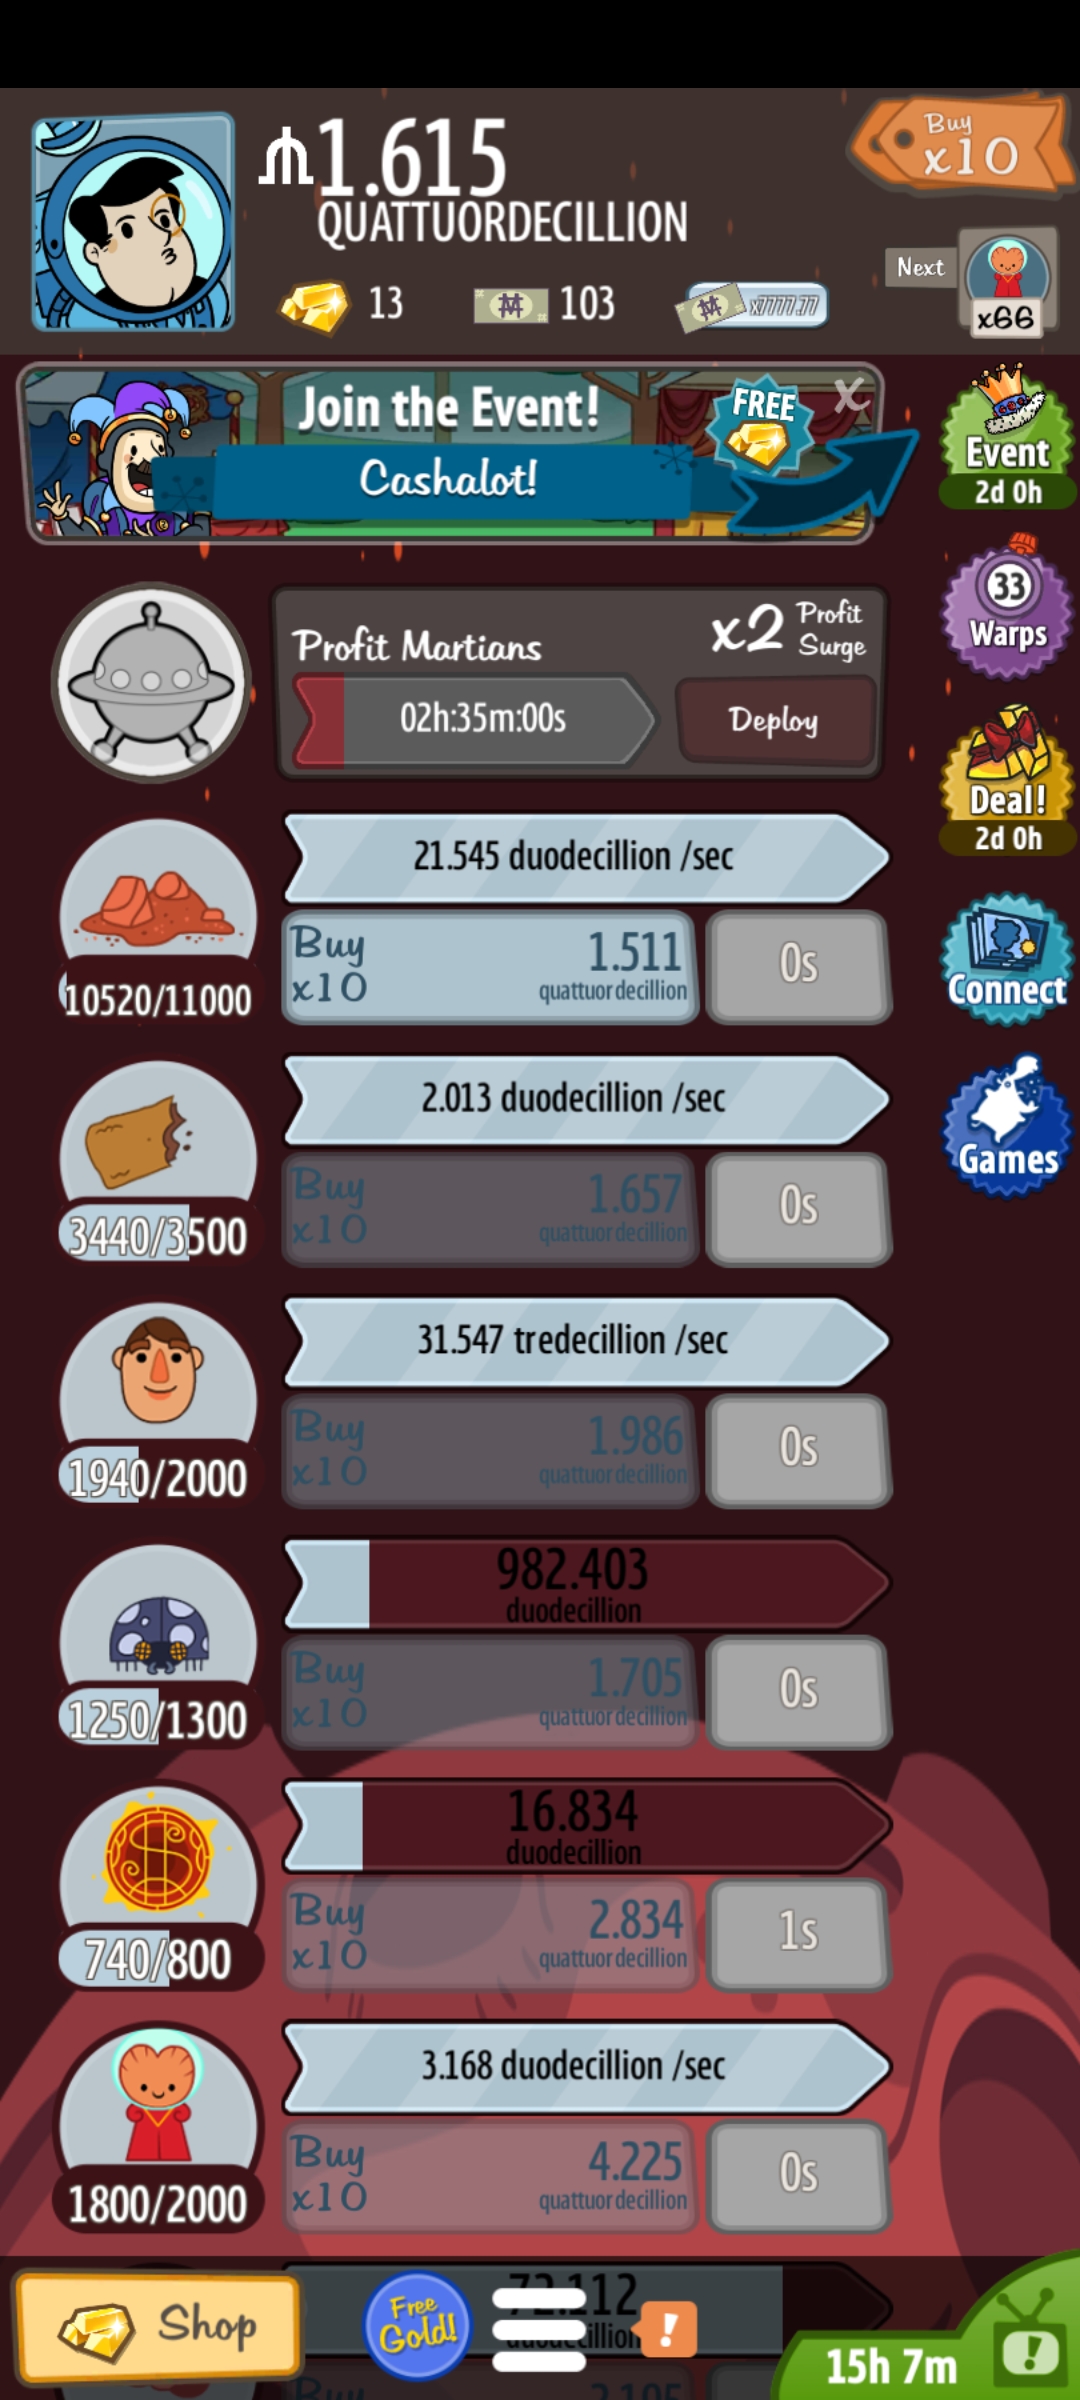 ₼1.615
QUATTUORDECILLION
Buy
x10
13
103
x7777.77
Next
x66
Join the Event!
Cashalot!
FREE
X
Event
2d 0h
33
Warps
Profit Martians
x2 Profit
Surge
02h:35m:00s
Deploy
Deal!
2d 0h
21.545 duodecillion /sec
Buy
x10
1.511
quattuordecillion
0s
10520/11000
Connect
2.013 duodecillion /sec
Buy
x10
1.657
quattuordecillion
0s
3440/3500
Games
31.547 tredecillion /sec
Buy
x10
1.986
quattuordecillion
0s
1940/2000
982.403
duodecillion
Buy
x10
1.705
quattuordecillion
0s
1250/1300
16.834
duodecillion
Buy
x10
2.834
quattuordecillion
1s
740/800
3.168 duodecillion /sec
Buy
x10
4.225
quattuordecillion
0s
1800/2000
Shop
Free
Gold!
!
15h 7m
!